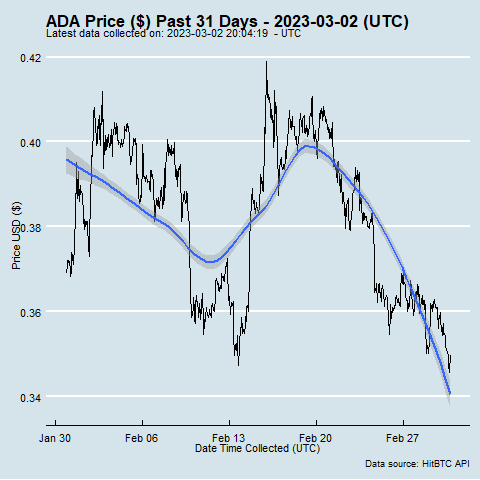 ADA Price ($) Past 31 Days - 2023-03-02 (UTC)
Latest data collected on: 2023-03-02 20:04:19 - UTC
0.42
0.40
0.38
0.36
0.34
Price USD ($)
Jan 30 Feb 06 Feb 13 Feb 20 Feb 27
Date Time Collected (UTC)
Data source: HitBTC API